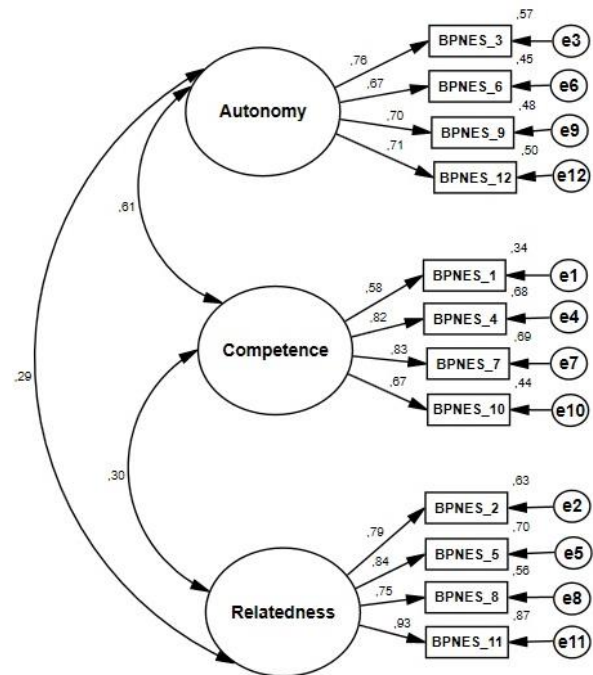 ,57
,76
BPNES_3
e3
,45
,67
BPNES_6
e6
,48
Autonomy
,70
BPNES_9
e9
,50
,71
BPNES_12
e12
,61
,34
,58
BPNES_1
e1
,68
,82
BPNES_4
e4
,69
Competence
,83
BPNES_7
e7
,44
,67
BPNES_10
e10
,29
,30
,63
,79
BPNES_2
e2
,70
,84
BPNES_5
e5
,56
,75
BPNES_8
e8
Relatedness
,87
,93
BPNES_11
e11